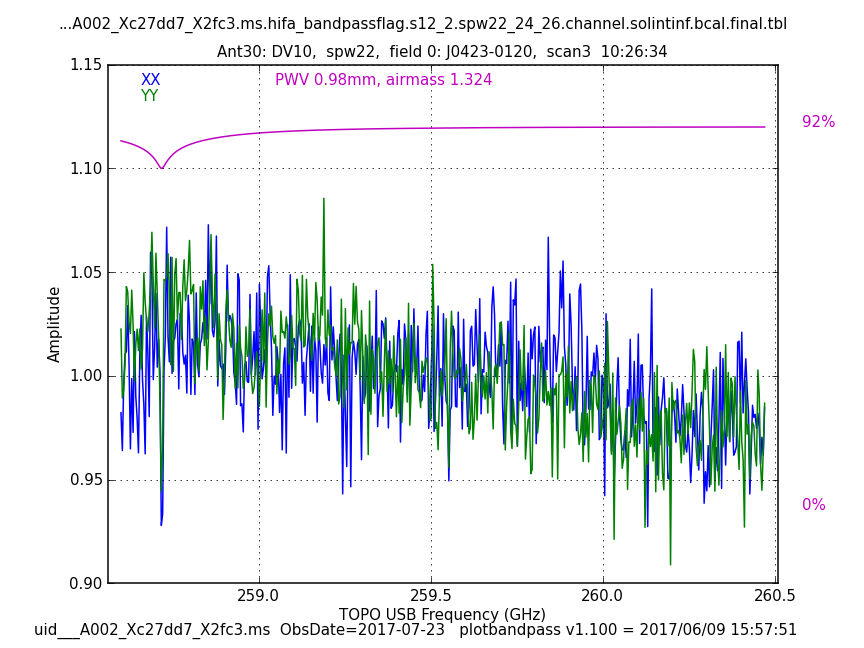 ...A002_Xc27dd7_X2fc3.ms.hifa_bandpassflag.s12_2.spw22_24_26.channel.solintinf.bcal.final.tbl
Ant30: DV10,  spw22,  field 0: J0423-0120,  scan3  10:26:34
1.15
XX
PWV 0.98mm, airmass 1.324
YY
92%
1.10
1.05
Amplitude
1.00
0.95
0%
0.90
259.0 259.5 260.0 260.5
TOPO USB Frequency (GHz)
uid___A002_Xc27dd7_X2fc3.ms  ObsDate=2017-07-23   plotbandpass v1.100 = 2017/06/09 15:57:51